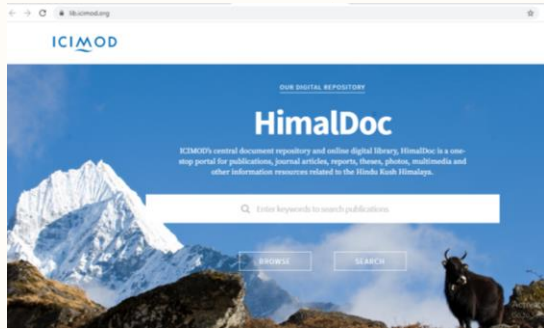 lib.icimod.org
ICIMOD
OUR DIGITAL REPOSITORY
HimalDoc
ICIMOD's central document repository and online digital library, HimalDoc is a one-
stop portal for publications, journal articles, reports, theses, photos, multimedia and
other information resources related to the Hindu Kush Himalayas.
Enter keywords to search publications
BROWSE
SEARCH